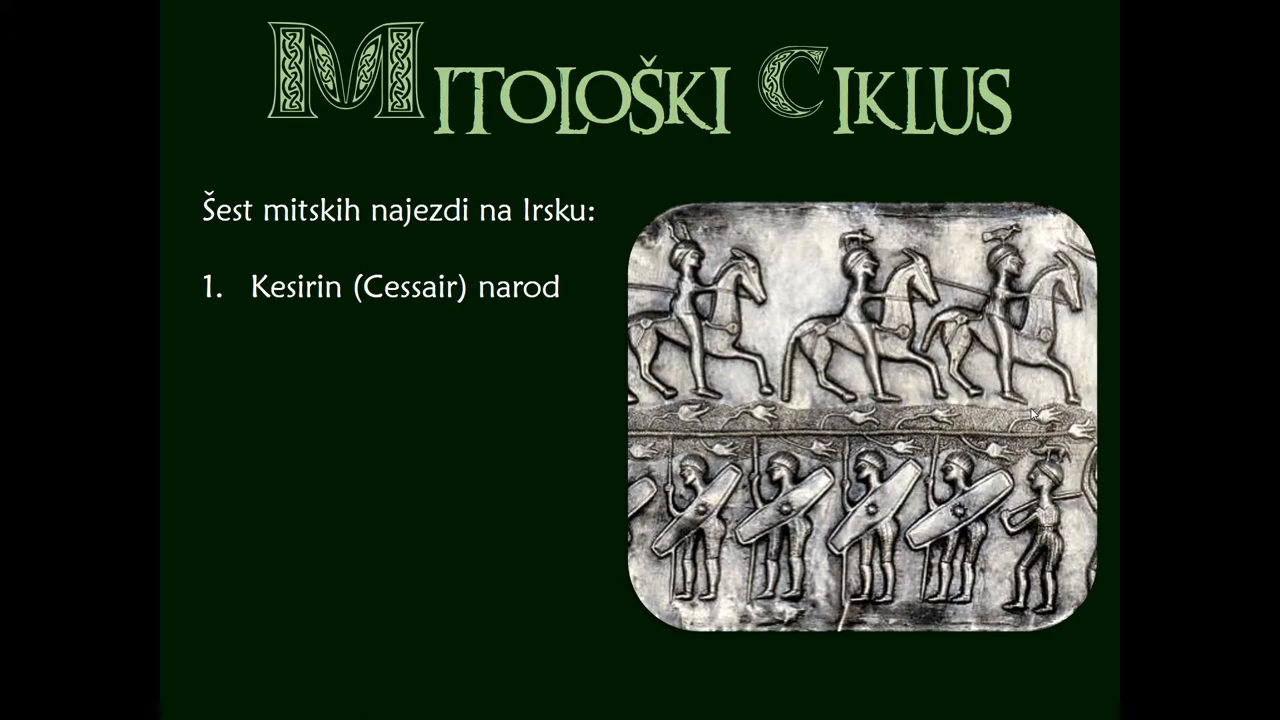 Mitološki Ciklus
Šest mitskih najezdi na Irsku:
1. Kesirin (Cessair) narod